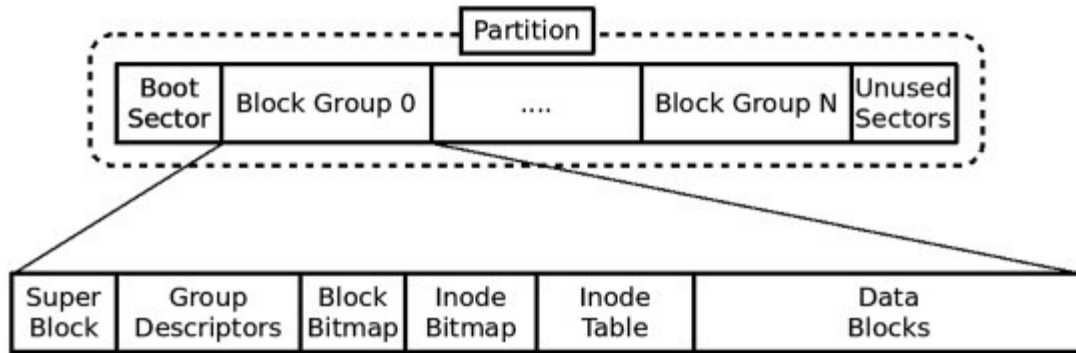 Partition
Boot
Sector
Block Group 0
....
Block Group N
Unused
Sectors
Super
Block
Group
Descriptors
Block
Bitmap
Inode
Bitmap
Inode
Table
Data
Blocks